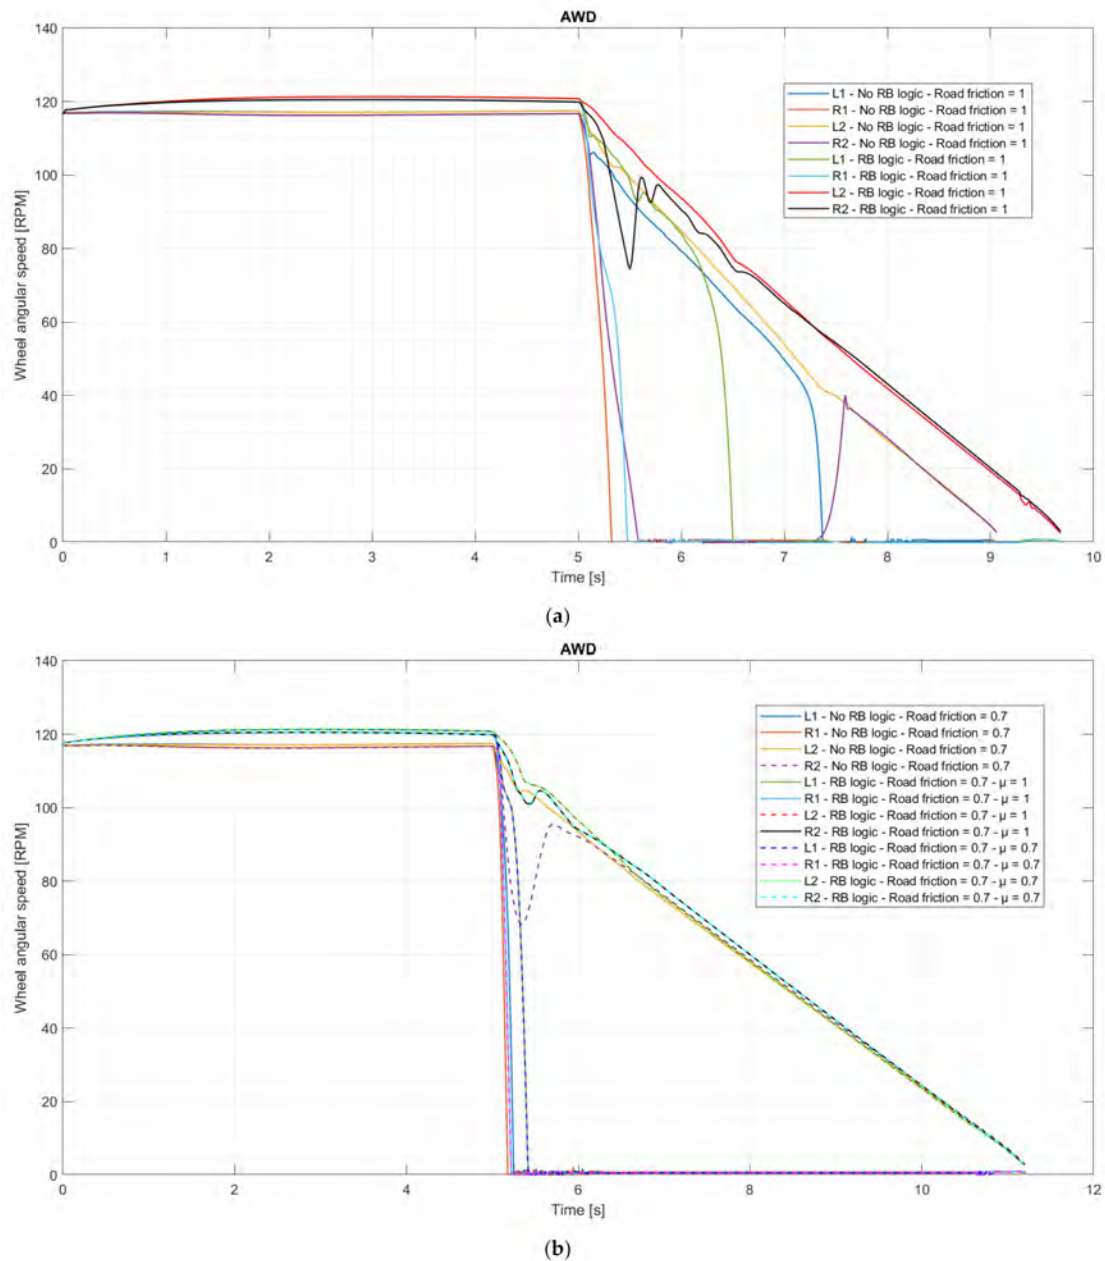 AWD
140
120
100
80
60
40
20
0
Wheel angular speed [RPM]
L1 - No RB logic - Road friction = 1
R1 - No RB logic - Road friction = 1
L2 - No RB logic - Road friction = 1
R2 - No RB logic - Road friction = 1
L1 - RB logic - Road friction = 1
R1 - RB logic - Road friction = 1
L2 - RB logic - Road friction = 1
R2 - RB logic - Road friction = 1
0 1 2 3 4 5 6 7 8 9 10
Time [s]
(a)
AWD
140
120
100
80
60
40
20
0
Wheel angular speed [RPM]
L1 - No RB logic - Road friction = 0.7
R1 - No RB logic - Road friction = 0.7
L2 - No RB logic - Road friction = 0.7
R2 - No RB logic - Road friction = 0.7
L1 - RB logic - Road friction = 0.7 - μ = 1
R1 - RB logic - Road friction = 0.7 - μ = 1
L2 - RB logic - Road friction = 0.7 - μ = 1
R2 - RB logic - Road friction = 0.7 - μ = 1
L1 - RB logic - Road friction = 0.7 - μ = 0.7
R1 - RB logic - Road friction = 0.7 - μ = 0.7
L2 - RB logic - Road friction = 0.7 - μ = 0.7
R2 - RB logic - Road friction = 0.7 - μ = 0.7
0 2 4 6 8 10 12
Time [s]
(b)